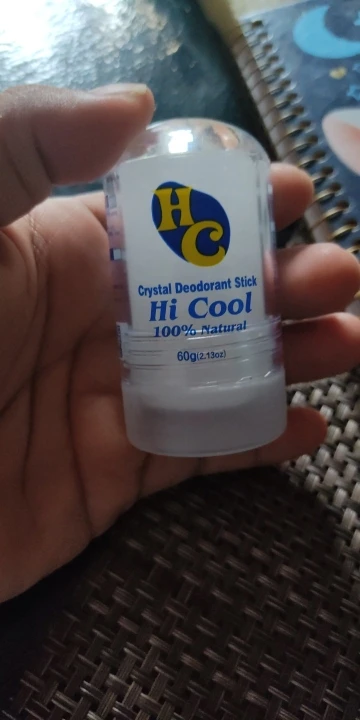 HC
Crystal Deodorant Stick
Hi Cool
100% Natural
60g(2.13oz)